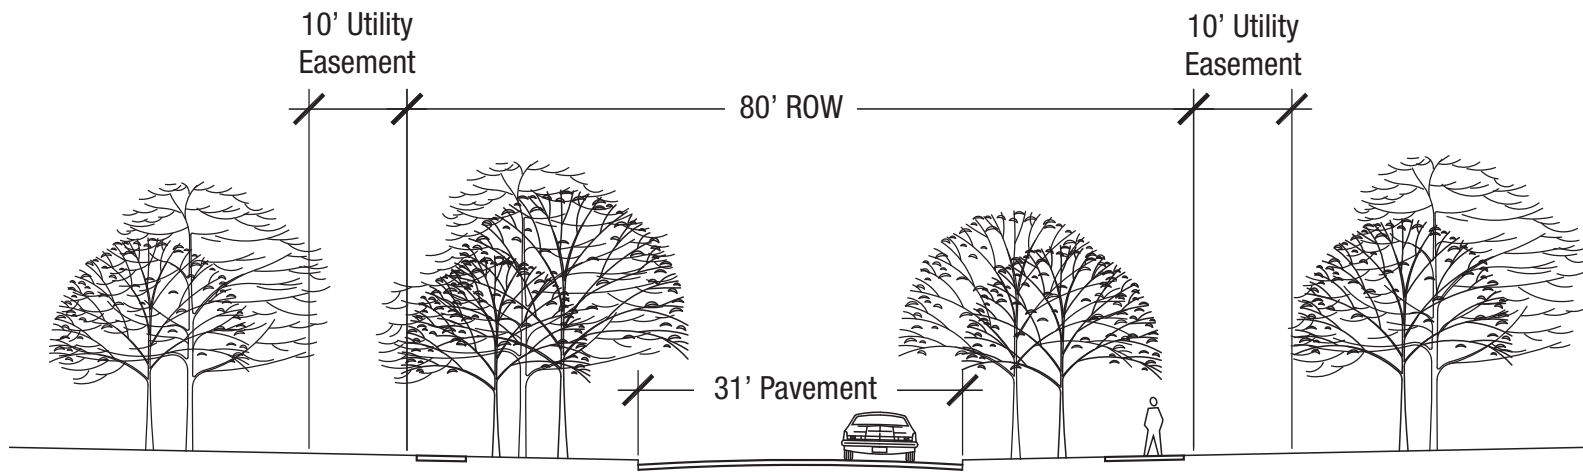 10’ Utility
Easement
10’ Utility
Easement
80’ ROW
31’ Pavement